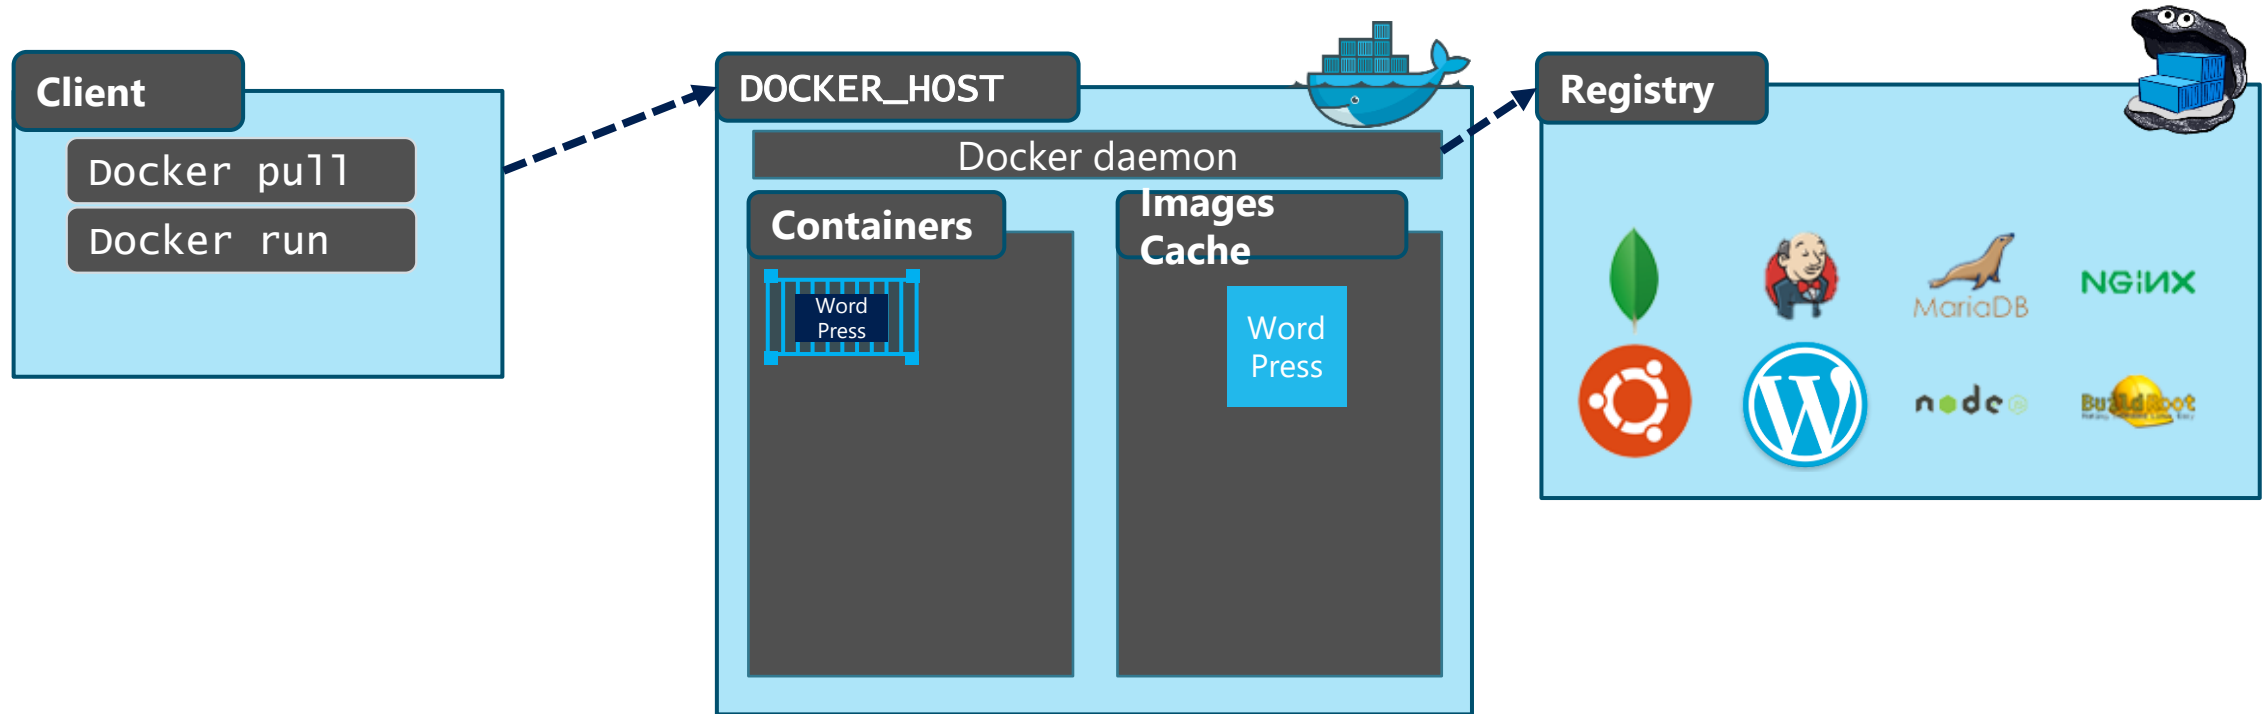 Client
Docker pull
Docker run
DOCKER_HOST
Docker daemon
Containers
Word
Press
Images
Cache
Word
Press
Registry
MariaDB
NGiNX
W
node
BuildRoot